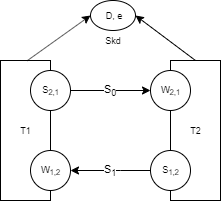 D, e
Skd
S2,1
S0
W2,1
T1
T2
W1,2
S1
S1,2